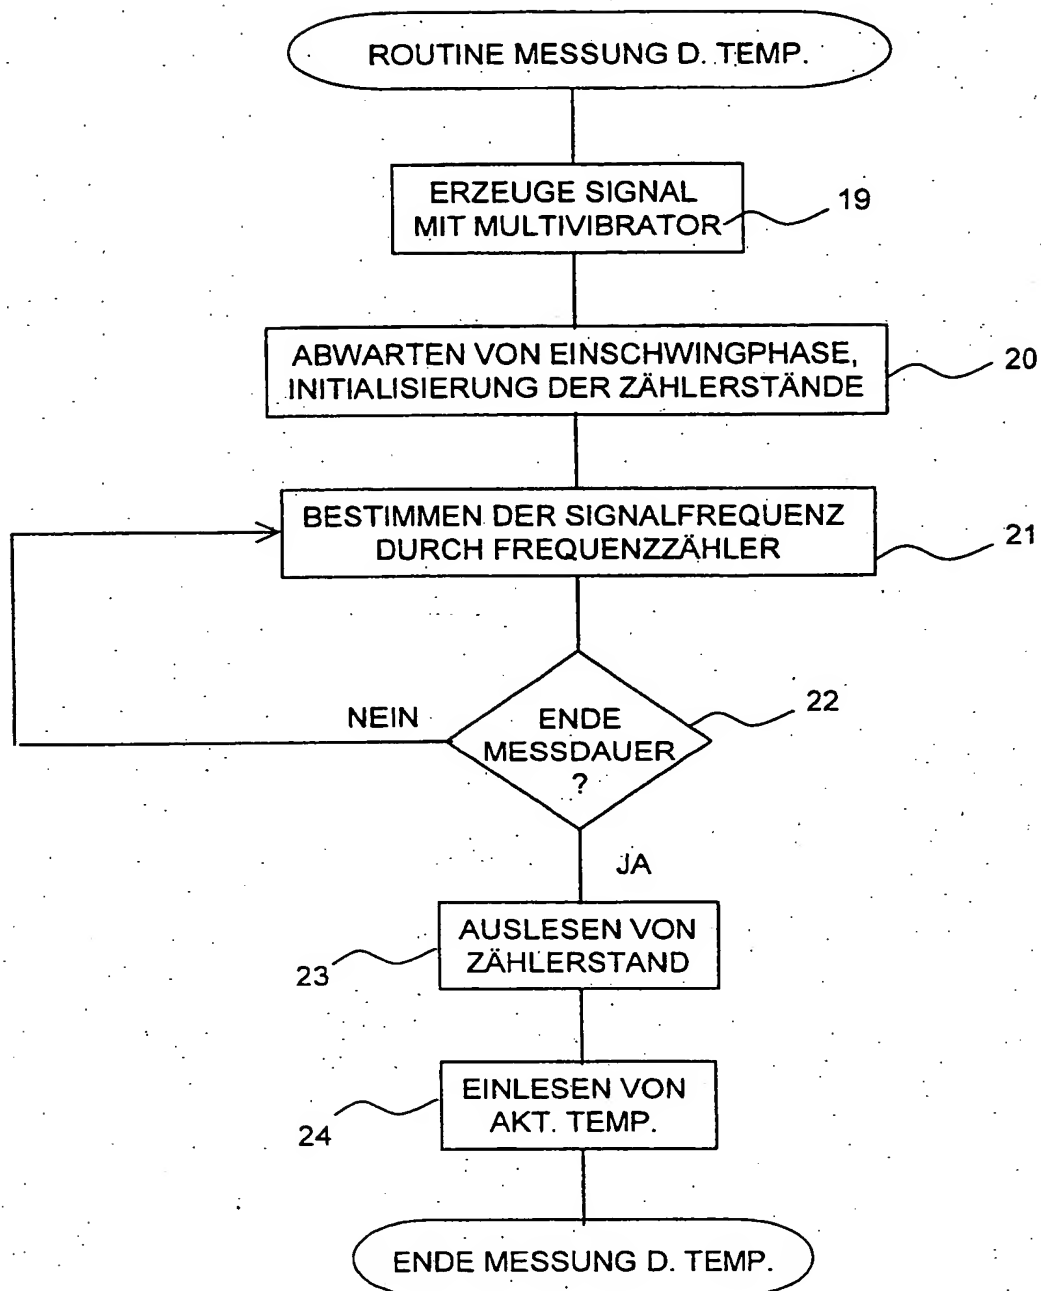 ROUTINE MESSUNG D. TEMP.
ERZEUGE SIGNAL
MIT MULTIVIBRATOR
19
ABWARTEN VON EINSCHWINGPHASE,
INITIALISIERUNG DER ZÄHLERSTÄNDE
20
BESTIMMEN DER SIGNALFREQUENZ
DURCH FREQUENZZÄHLER
21
NEIN
ENDE
MESSDAUER
?
22
JA
AUSLESEN VON
ZÄHLERSTAND
23
EINLESEN VON
AKT. TEMP.
24
ENDE MESSUNG D. TEMP.